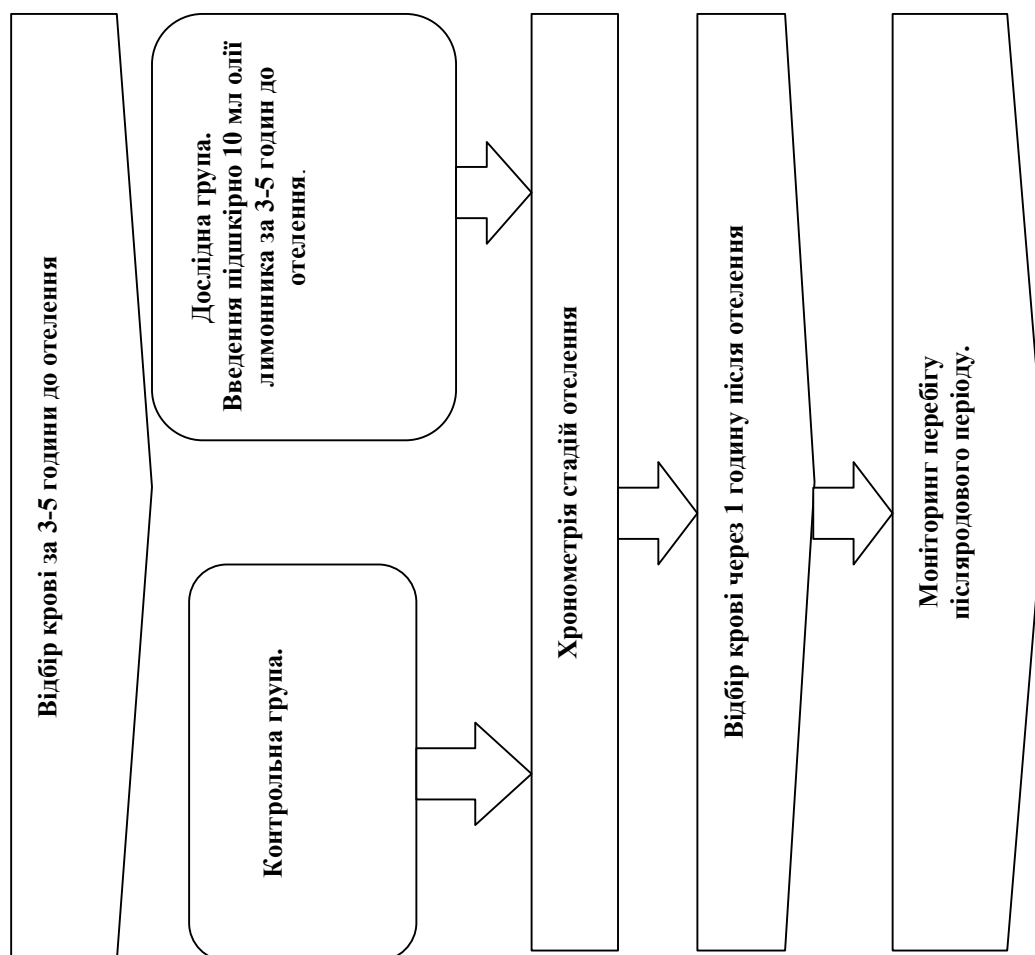 Відбір крові за 3-5 години до отелення
Контрольна група.
Дослідна група.
Введення підшкірно 10 мл олії
лимонника за 3-5 годин до
отелення.
Хронометрія стадій отелення
Відбір крові через 1 годину після отелення
Моніторинг перебігу
післяродового періоду.